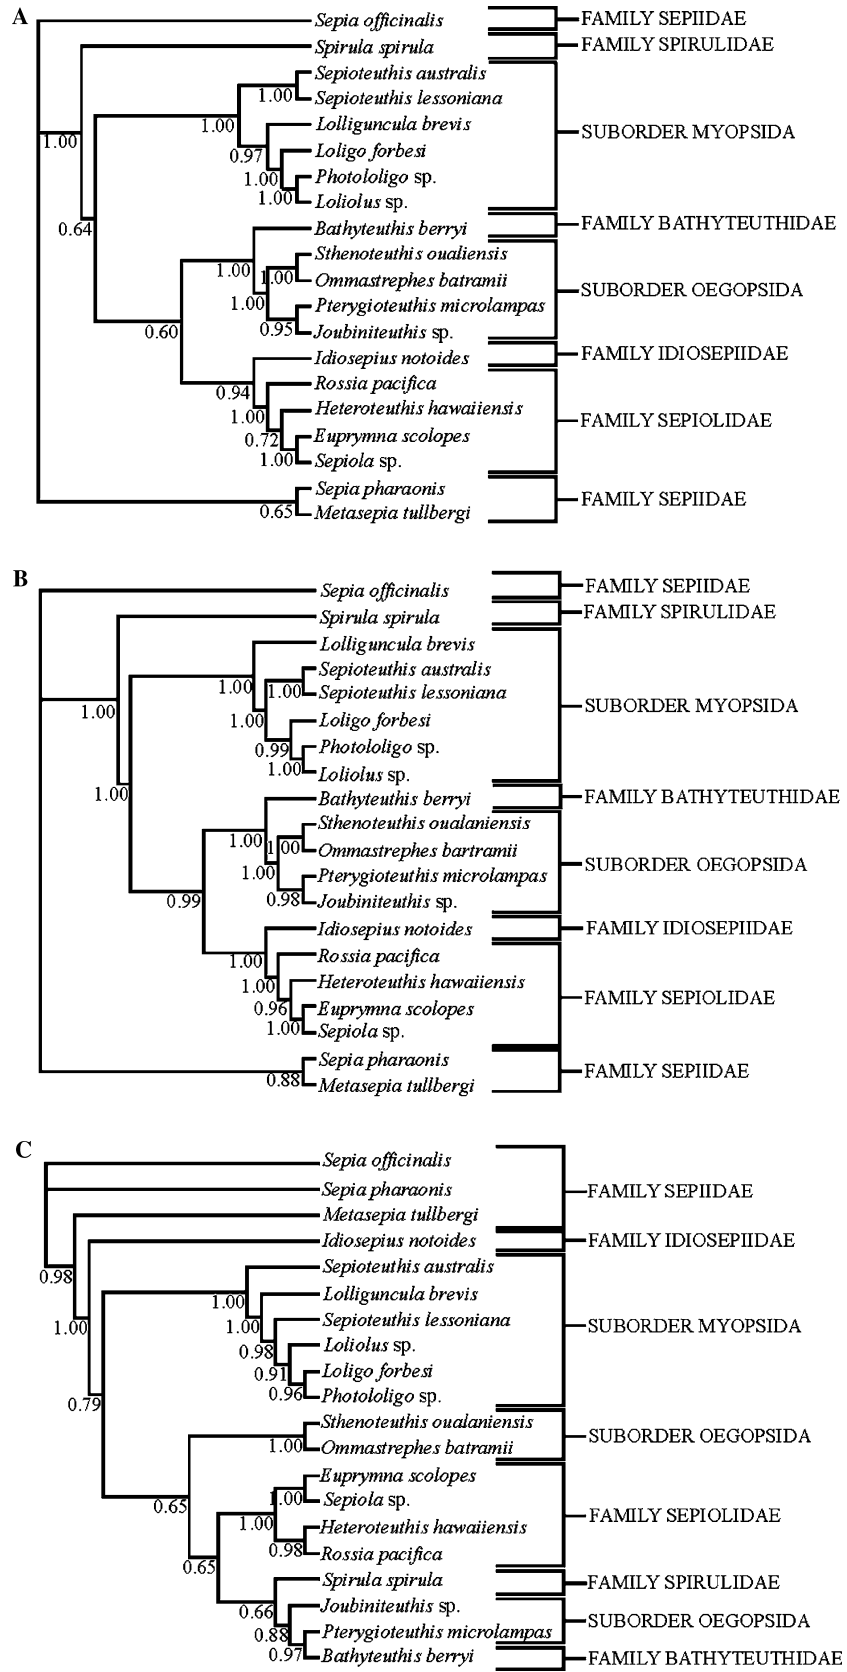 A
Sepia officinalis FAMILY SEPIIDAE
Spirula spirula FAMILY SPIRULIDAE
Sepioteuthis australis
1.00 Sepioteuthis lessoniana
1.00 Lolliguncula brevis SUBORDER MYOPSIDA
1.00
0.97 Loligo forbesi
1.00 Photololigo sp.
1.00 Loliolus sp.
0.64 Bathyteuthis berryi FAMILY BATHYTEUTHIDAE
Sthenoteuthis oualiensis
1.00 1.00 Ommastrephes batramii SUBORDER OEGOPSIDA
1.00 Pterygioteuthis microlampas
0.60 0.95 Joubiniteuthis sp.
Idiosepius notoides FAMILY IDIOSEPIIDAE
0.94 Rossia pacifica
1.00 Heteroteuthis hawaiiensis FAMILY SEPIOLIDAE
0.72 Euprymna scolopes
1.00 Sepiola sp.
Sepia pharaonis FAMILY SEPIIDAE
0.65 Metasepia tullbergi
B
Sepia officinalis FAMILY SEPIIDAE
Spirula spirula FAMILY SPIRULIDAE
Lolliguncula brevis
Sepioteuthis australis
1.00 1.00 Sepioteuthis lessoniana
1.00 SUBORDER MYOPSIDA
1.00 Loligo forbesi
0.99 Photololigo sp.
1.00 Loliolus sp.
1.00 Bathyteuthis berryi FAMILY BATHYTEUTHIDAE
Sthenoteuthis oualaniensis
1.00 1.00 Ommastrephes bartramii SUBORDER OEGOPSIDA
1.00 Pterygioteuthis microlampas
0.99 0.98 Joubiniteuthis sp.
Idiosepius notoides FAMILY IDIOSEPIIDAE
1.00 Rossia pacifica
1.00 Heteroteuthis hawaiiensis
0.96 Euprymna scolopes FAMILY SEPIOLIDAE
1.00 Sepiola sp.
Sepia pharaonis FAMILY SEPIIDAE
0.88 Metasepia tullbergi
C
Sepia officinalis
Sepia pharaonis FAMILY SEPIIDAE
Metasepia tullbergi
Idiosepius notoides FAMILY IDIOSEPIIDAE
0.98 Sepioteuthis australis
1.00 Lolliguncula brevis
1.00 1.00 Sepioteuthis lessoniana SUBORDER MYOPSIDA
0.98 Loliolus sp.
0.91 Loligo forbesi
0.79 0.96 Photololigo sp.
Sthenoteuthis oualaniensis SUBORDER OEGOPSIDA
1.00 Ommastrephes batramii
Euprymna scolopes
0.65 1.00 Sepiola sp.
1.00 Heteroteuthis hawaiiensis FAMILY SEPIOLIDAE
0.98 Rossia pacifica
0.65 Spirula spirula FAMILY SPIRULIDAE
0.66 Joubiniteuthis sp. SUBORDER OEGOPSIDA
0.88 Pterygioteuthis microlampas
0.97 Bathyteuthis berryi FAMILY BATHYTEUTHIDAE